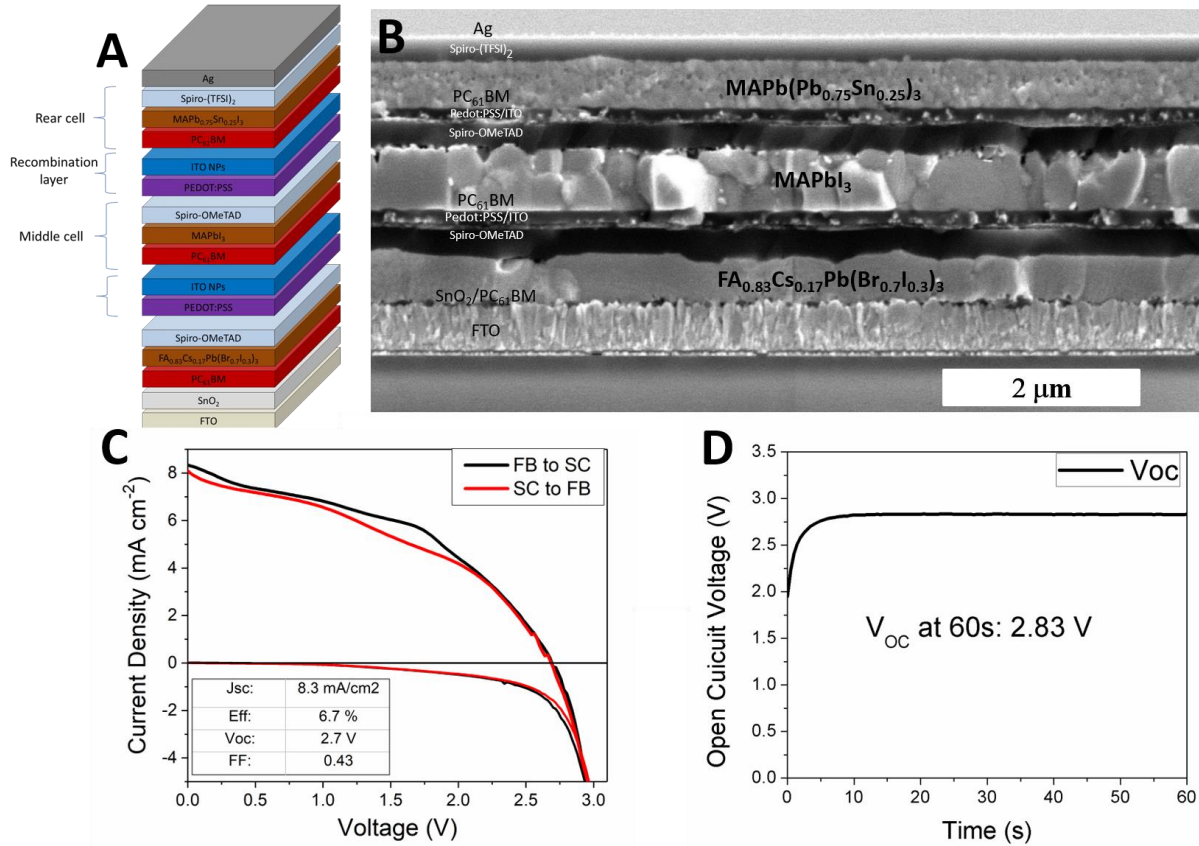 A
Ag
Spiro-(TFSI)₂
MAPb₀.₇₅Sn₀.₂₅I₃
PC₆₁BM
ITO NPs
PEDOT:PSS
Spiro-OMeTAD
MAPbI₃
PC₆₁BM
ITO NPs
PEDOT:PSS
Spiro-OMeTAD
FA₀.₈₃Cs₀.₁₇Pb(Br₀.₇I₀.₃)₃
PC₆₁BM
SnO₂
FTO
Rear cell
Recombination
layer
Middle cell
B
Ag
Spiro-(TFSI)₂
MAPb(Pb₀.₇₅Sn₀.₂₅)₃
PC₆₁BM
Pedot:PSS/ITO
Spiro-OMeTAD
MAPbI₃
PC₆₁BM
Pedot:PSS/ITO
Spiro-OMeTAD
FA₀.₈₃Cs₀.₁₇Pb(Br₀.₇I₀.₃)₃
SnO₂/PC₆₁BM
FTO
2 μm
C
FB to SC
SC to FB
Current Density (mA cm⁻²)
8
6
4
2
0
-2
-4
Jsc: 8.3 mA/cm2
Eff: 6.7 %
Voc: 2.7 V
FF: 0.43
0.0 0.5 1.0 1.5 2.0 2.5 3.0
Voltage (V)
D
Voc
Open Cuicuit Voltage (V)
3.5
3.0
2.5
2.0
1.5
1.0
0.5
0.0
V_OC at 60s: 2.83 V
0 10 20 30 40 50 60
Time (s)